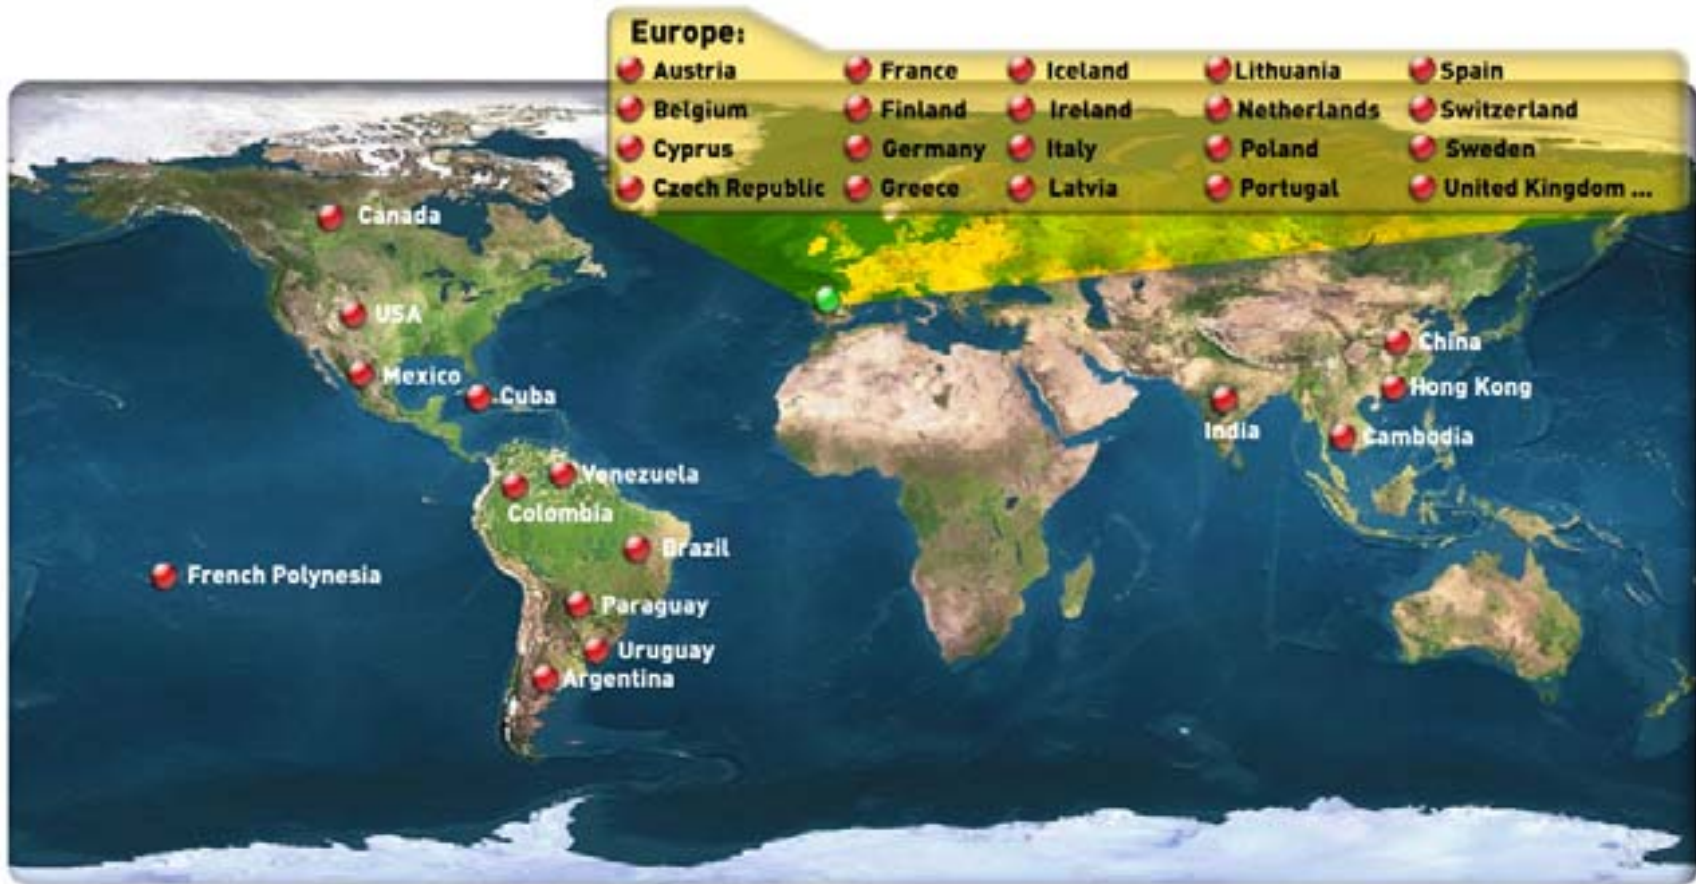 Europe:
Austria France Iceland Lithuania Spain
Belgium Finland Ireland Netherlands Switzerland
Cyprus Germany Italy Poland Sweden
Czech Republic Greece Latvia Portugal United Kingdom ...
Canada
USA
China
Mexico
Hong Kong
Cuba
India
Cambodia
Venezuela
Colombia
Brazil
French Polynesia
Paraguay
Uruguay
Argentina